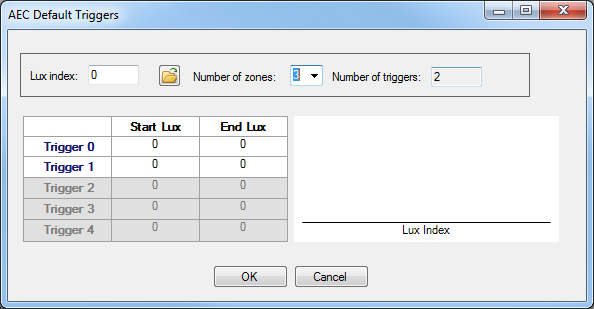 AEC Default Triggers
Lux index: 0 Number of zones: 3 Number of triggers: 2
Start Lux End Lux
Trigger 0 0 0
Trigger 1 0 0
Trigger 2 0 0
Trigger 3 0 0
Trigger 4 0 0
Lux Index
OK Cancel